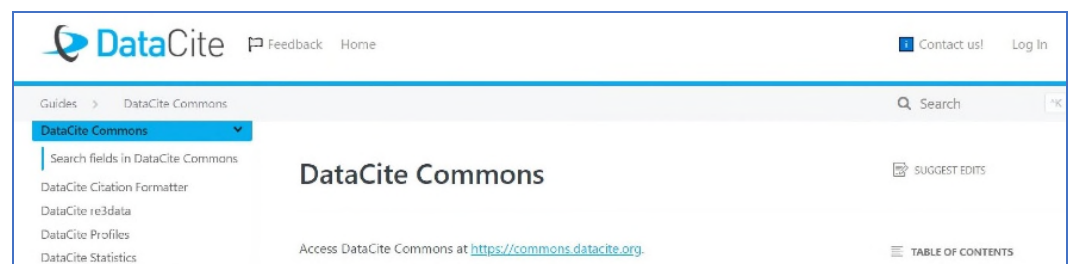 DataCite Feedback Home Contact us! Log In
Guides > DataCite Commons Search ^K
DataCite Commons
Search fields in DataCite Commons
DataCite Commons
SUGGEST EDITS
DataCite Citation Formatter
DataCite re3data
DataCite Profiles
Access DataCite Commons at https://commons.datacite.org.
TABLE OF CONTENTS
DataCite Statistics